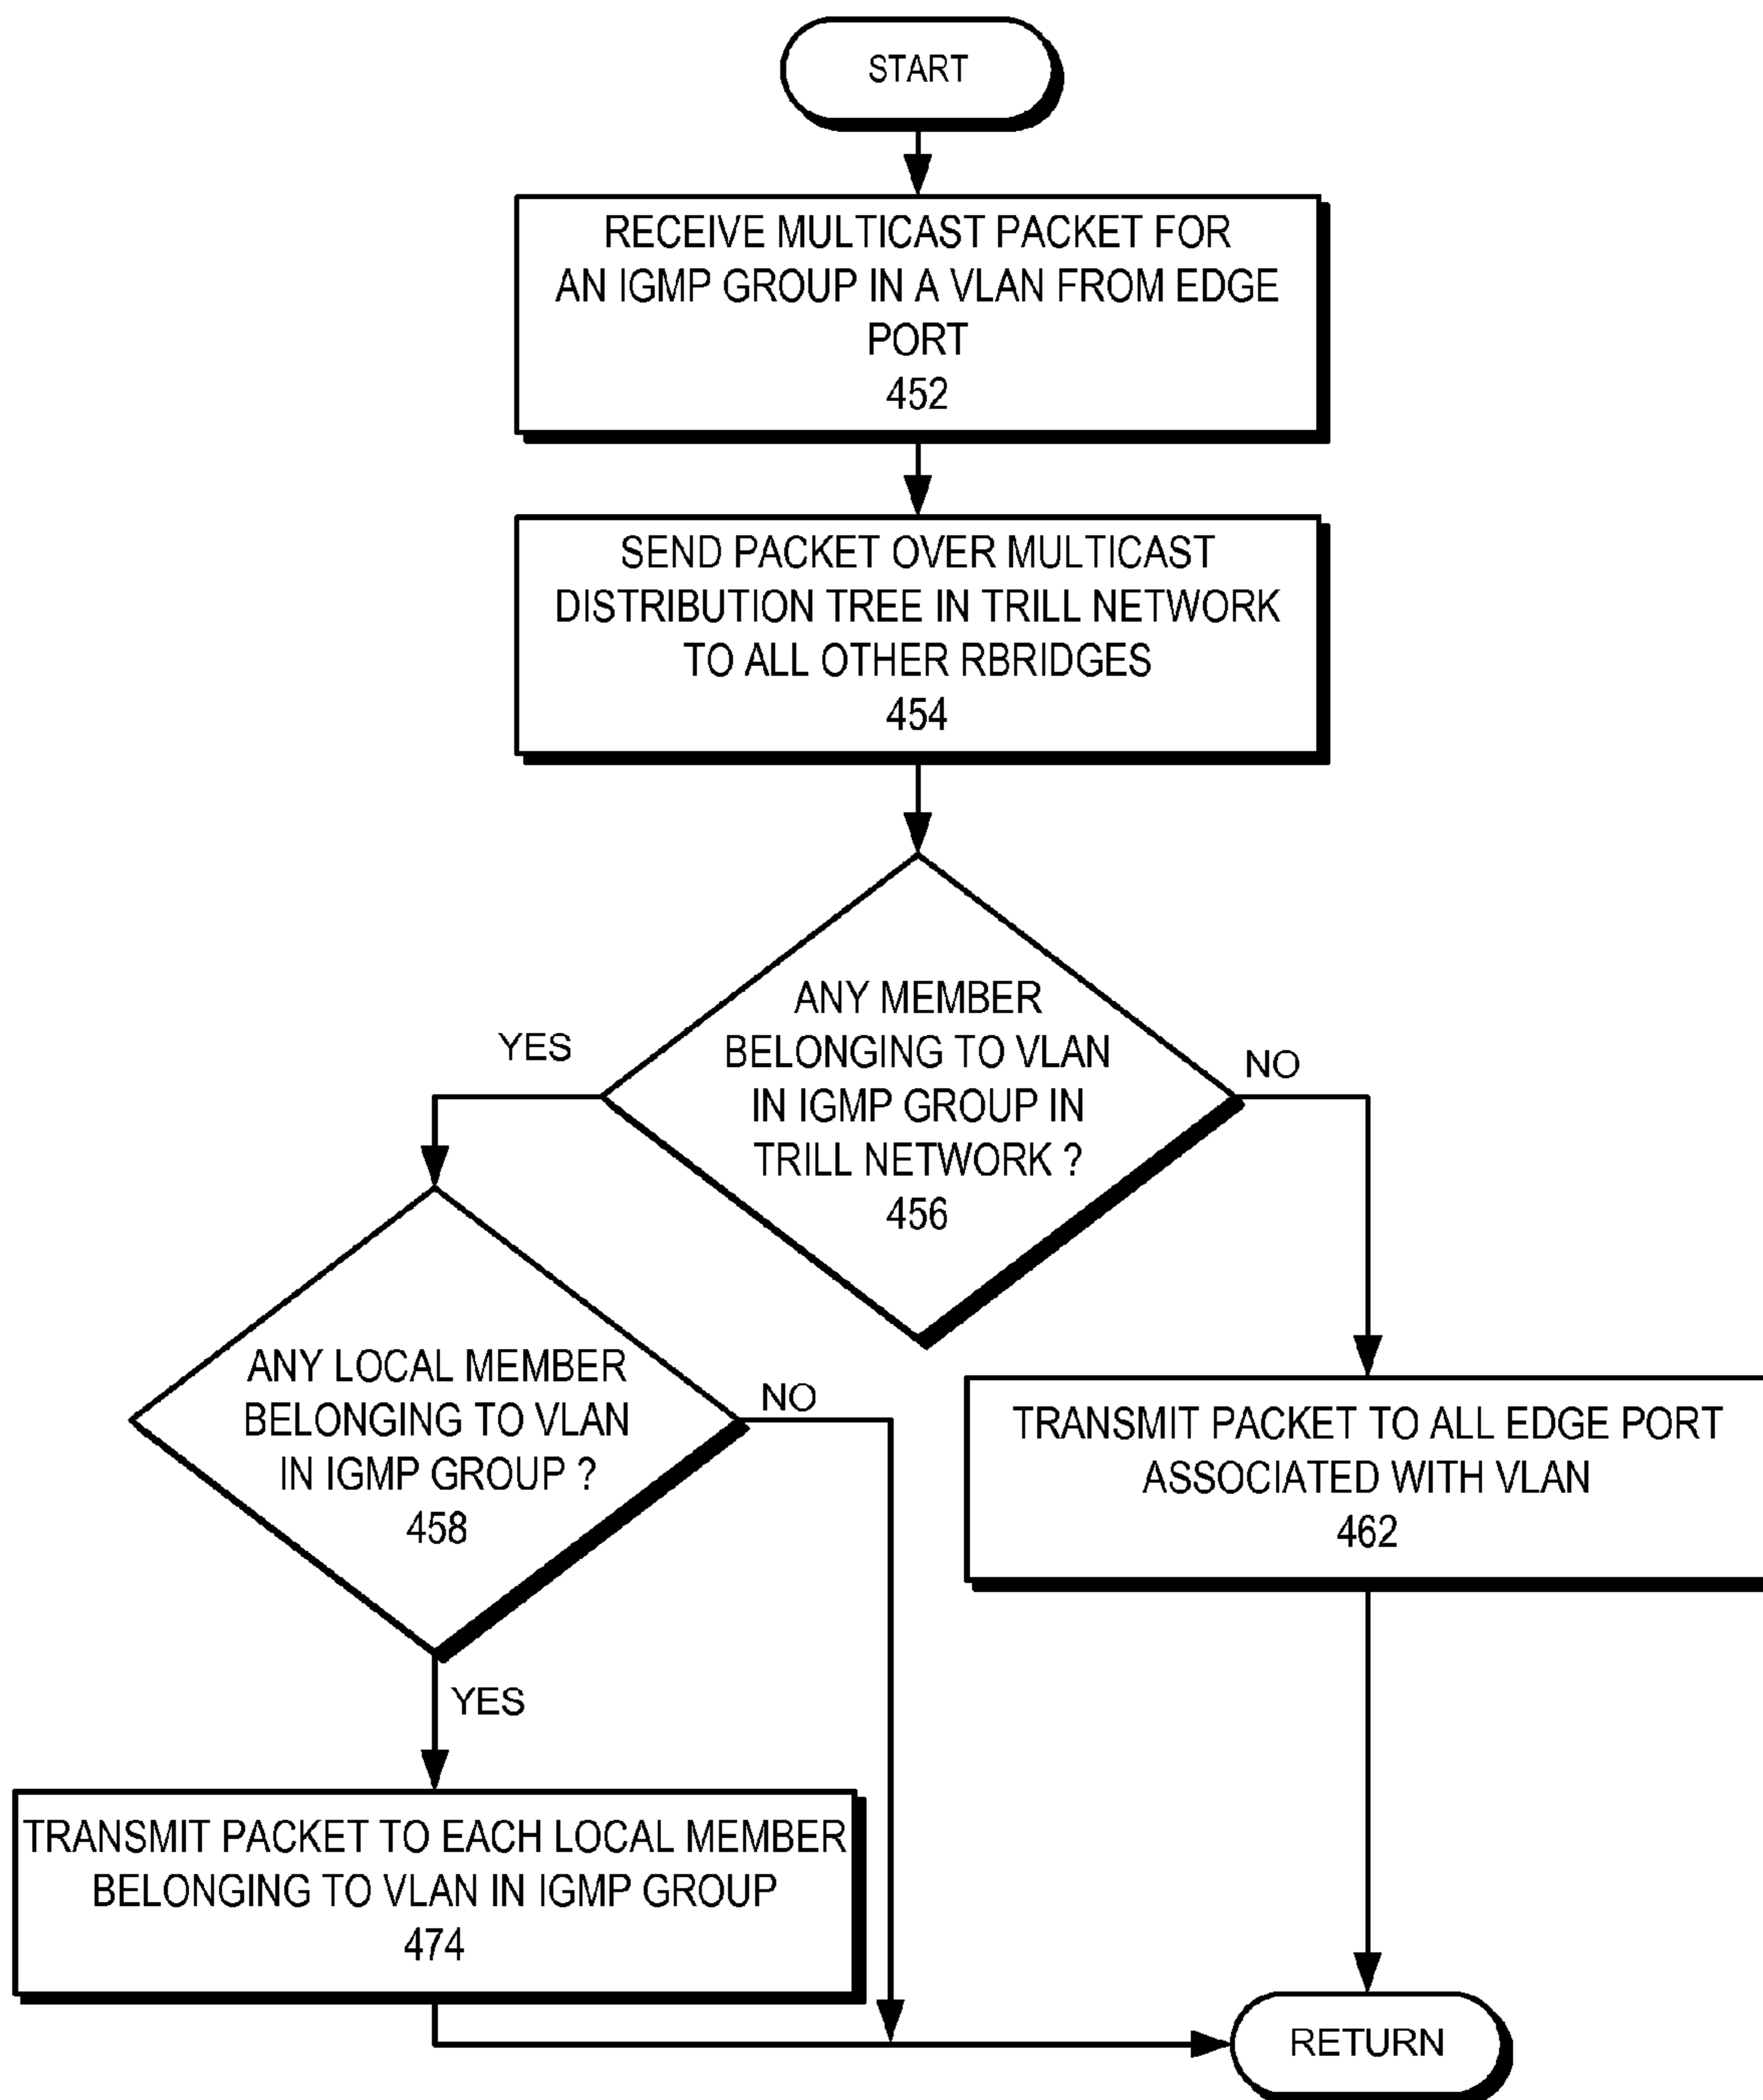 START
RECEIVE MULTICAST PACKET FOR
AN IGMP GROUP IN A VLAN FROM EDGE
PORT
452
SEND PACKET OVER MULTICAST
DISTRIBUTION TREE IN TRILL NETWORK
TO ALL OTHER RBRIDGES
454
ANY MEMBER
BELONGING TO VLAN
IN IGMP GROUP IN
TRILL NETWORK ?
456
YES
NO
ANY LOCAL MEMBER
BELONGING TO VLAN
IN IGMP GROUP ?
458
NO
YES
TRANSMIT PACKET TO ALL EDGE PORT
ASSOCIATED WITH VLAN
462
TRANSMIT PACKET TO EACH LOCAL MEMBER
BELONGING TO VLAN IN IGMP GROUP
474
RETURN